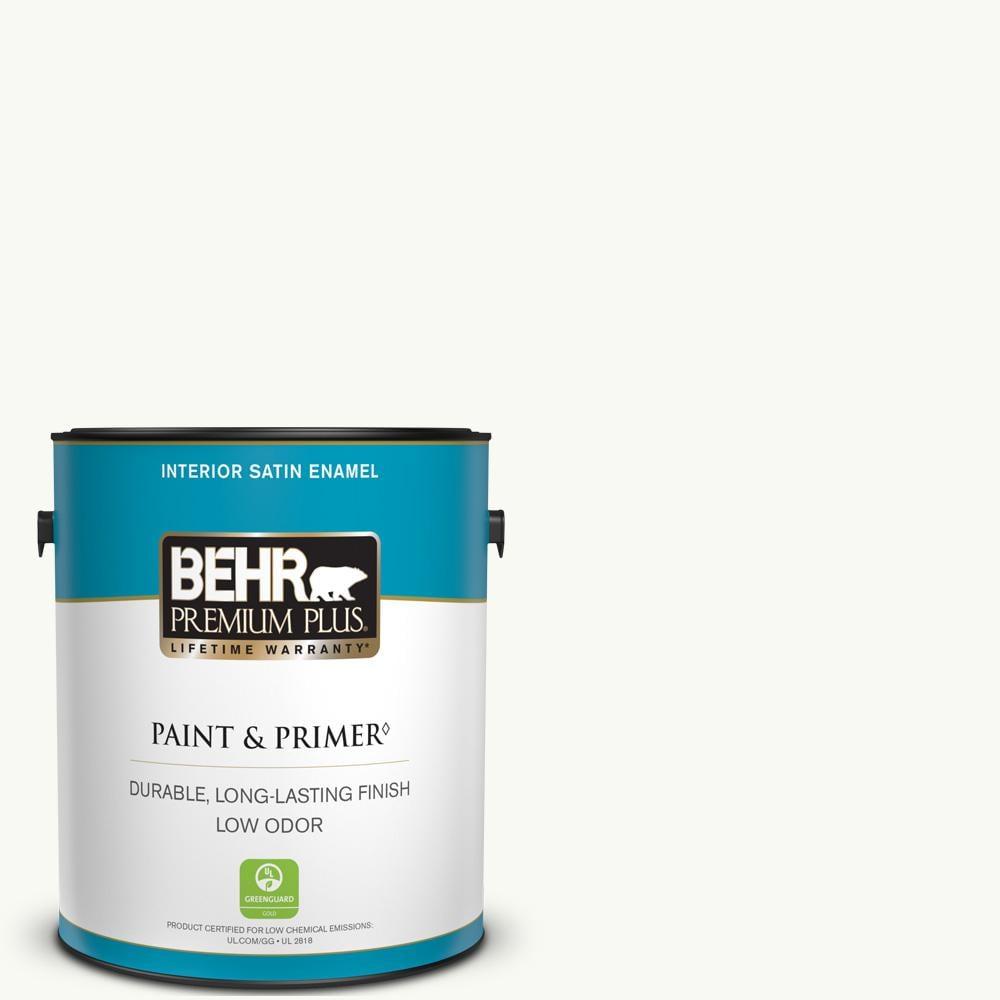 INTERIOR SATIN ENAMEL
BEHR
PREMIUM PLUS®
LIFETIME WARRANTY*
PAINT & PRIMER◊
DURABLE, LONG-LASTING FINISH
LOW ODOR
UL
GREENGUARD
GOLD
PRODUCT CERTIFIED FOR LOW CHEMICAL EMISSIONS:
UL.COM/GG • UL 2818